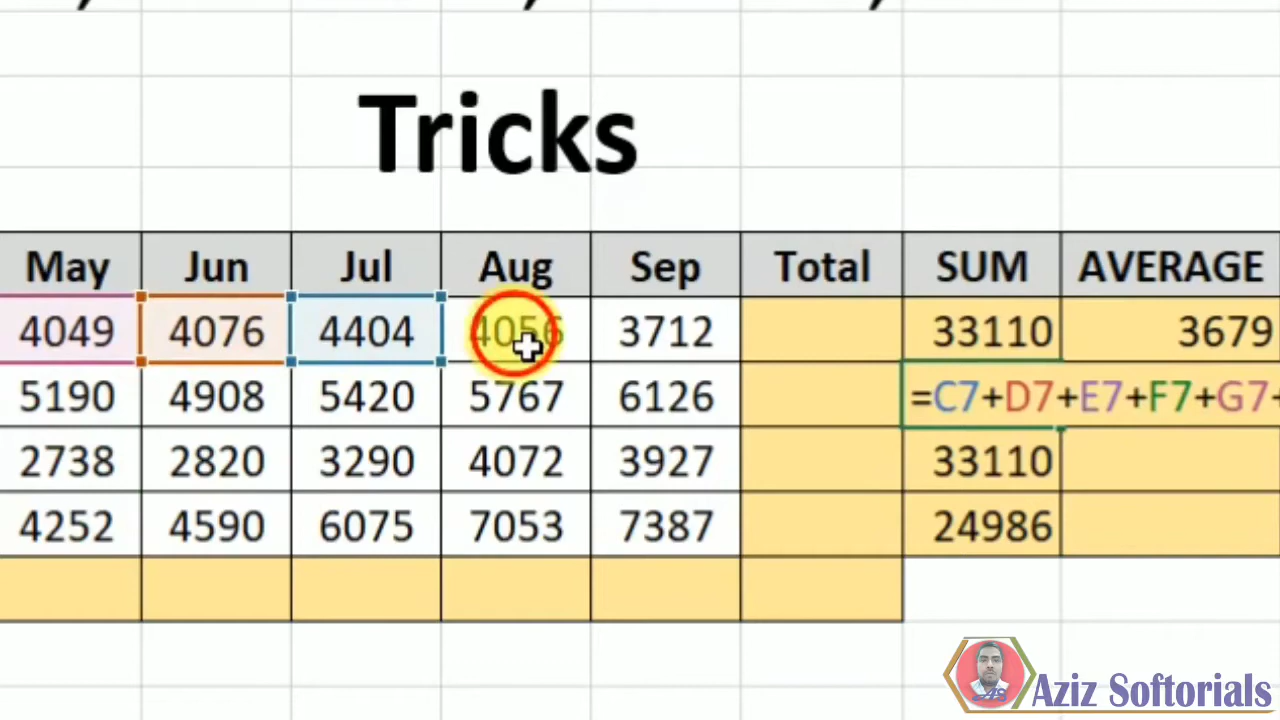 Tricks
May Jun Jul Aug Sep Total SUM AVERAGE
4049 4076 4404 4056 3712 33110 3679
5190 4908 5420 5767 6126 =C7+D7+E7+F7+G7+
2738 2820 3290 4072 3927 33110
4252 4590 6075 7053 7387 24986
Aziz Softorials